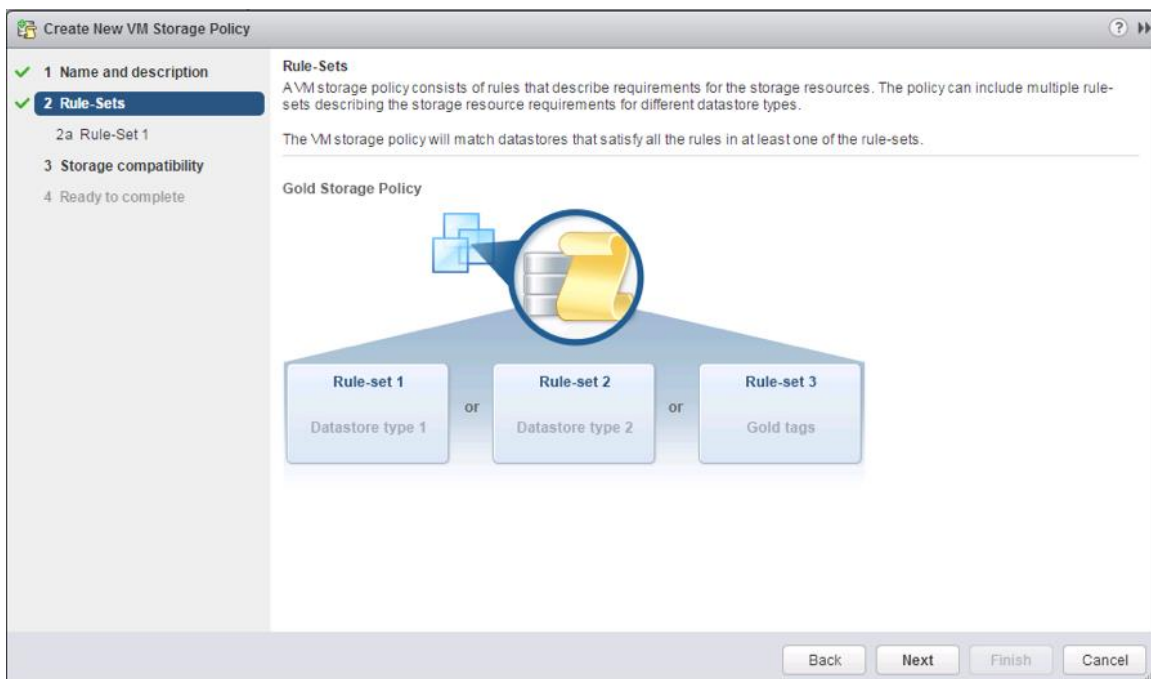 Create New VM Storage Policy
1 Name and description
2 Rule-Sets
2a Rule-Set 1
3 Storage compatibility
4 Ready to complete
Rule-Sets
A VM storage policy consists of rules that describe requirements for the storage resources. The policy can include multiple rule-
sets describing the storage resource requirements for different datastore types.
The VM storage policy will match datastores that satisfy all the rules in at least one of the rule-sets.
Gold Storage Policy
Rule-set 1
Datastore type 1
or
Rule-set 2
Datastore type 2
or
Rule-set 3
Gold tags
Back
Next
Finish
Cancel